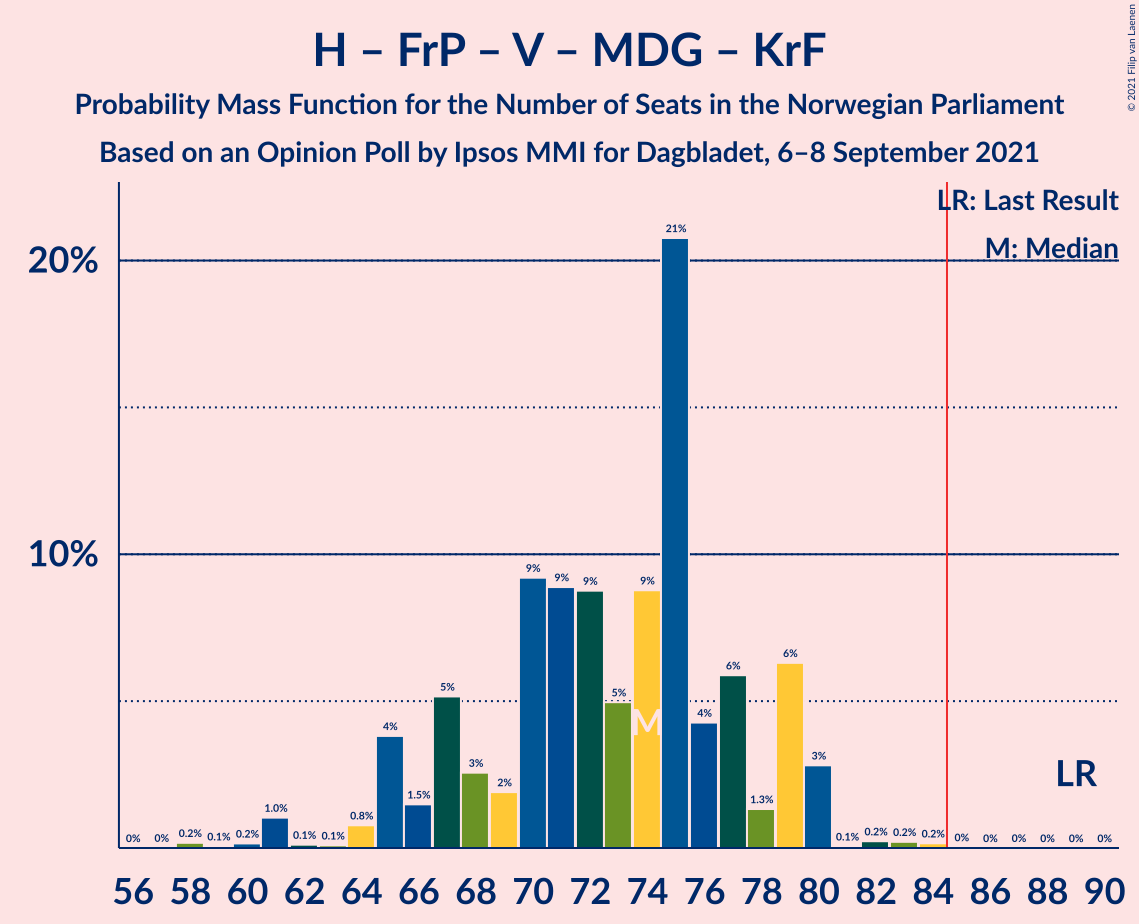 H – FrP – V – MDG – KrF
Probability Mass Function for the Number of Seats in the Norwegian Parliament
Based on an Opinion Poll by Ipsos MMI for Dagbladet, 6–8 September 2021
© 2021 Filip van Laenen
LR: Last Result
M: Median
20%
10%
0% 0% 0.2% 0.1% 0.2% 1.0% 0.1% 0.1% 0.8% 4% 1.5% 5% 3% 2% 9% 9% 9% 5% 9% 21% 4% 6% 1.3% 6% 3% 0.1% 0.2% 0.2% 0.2% 0% 0% 0% 0% 0% 0%
M
LR
56 58 60 62 64 66 68 70 72 74 76 78 80 82 84 86 88 90